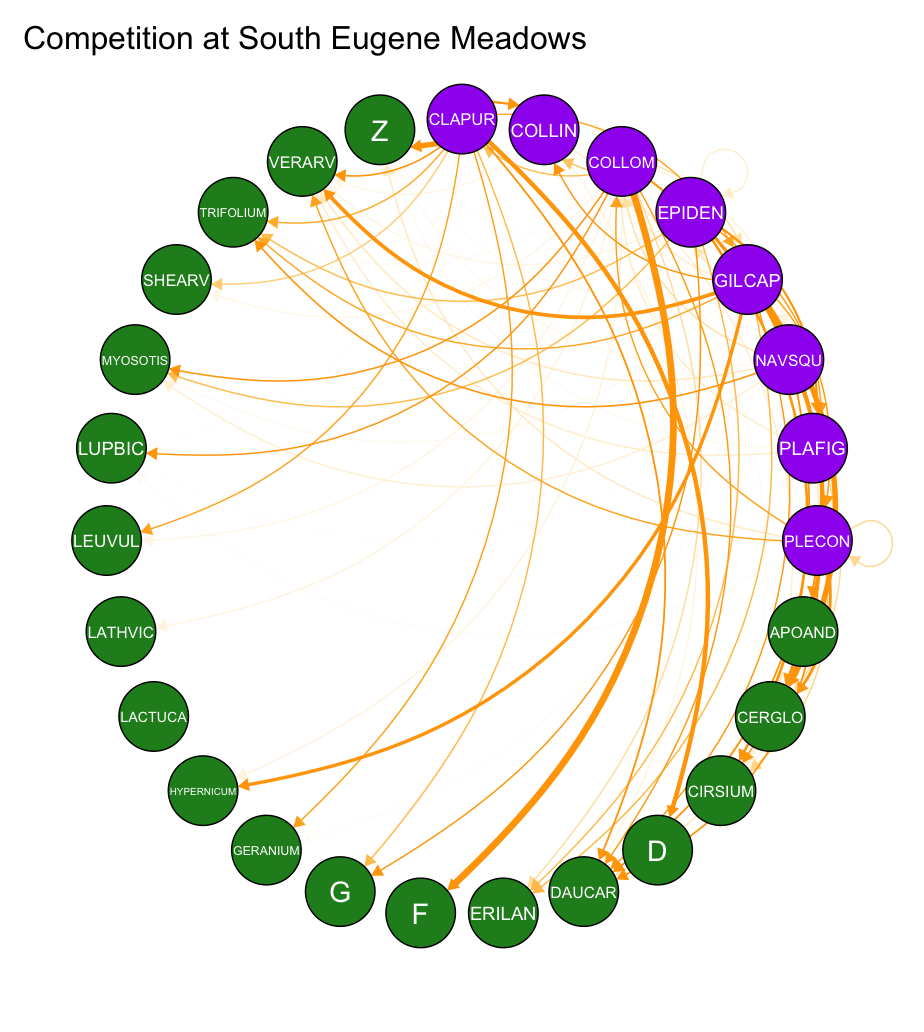 Competition at South Eugene Meadows
CLAPUR
COLLIN
COLLOM
EPIDEN
GILCAP
NAVSQU
PLAFIG
PLECON
APOAND
CERGLO
CIRSIUM
D
DAUCAR
ERILAN
F
G
GERANIUM
HYPERNICUM
LACTUCA
LATHVIC
LEUVUL
LUPBIC
MYOSOTIS
SHEARV
TRIFOLIUM
VERARV
Z